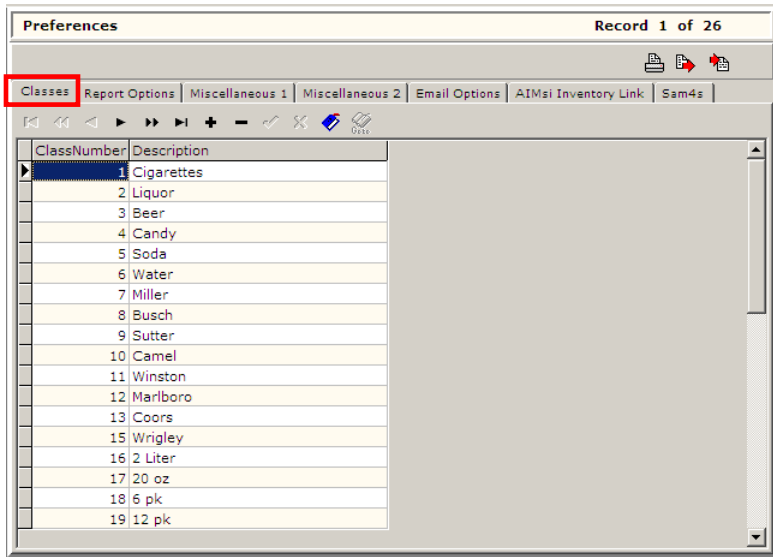 Preferences Record 1 of 26
Classes Report Options Miscellaneous 1 Miscellaneous 2 Email Options AIMsi Inventory Link Sam4s
Goto
ClassNumber Description
1 Cigarettes
2 Liquor
3 Beer
4 Candy
5 Soda
6 Water
7 Miller
8 Busch
9 Sutter
10 Camel
11 Winston
12 Marlboro
13 Coors
15 Wrigley
16 2 Liter
17 20 oz
18 6 pk
19 12 pk